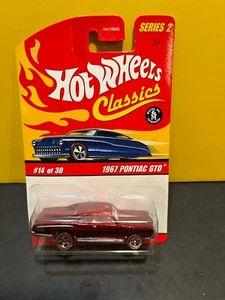 SERIES 2
Hot Wheels
Classics
#14 of 30
1967 PONTIAC GTO